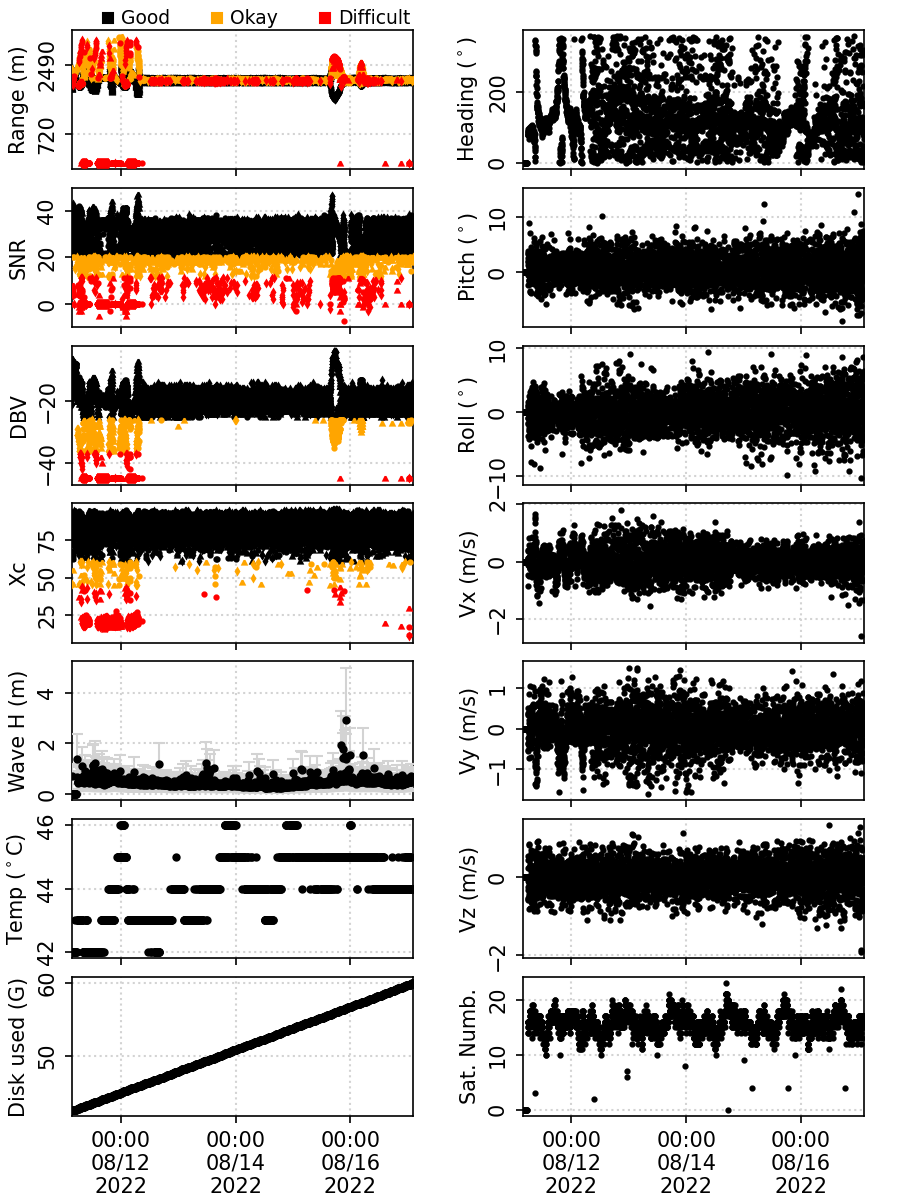 Good Okay Difficult
Range (m)
2490
720
Heading (°)
200
0
SNR
40
20
0
Pitch (°)
10
0
DBV
−20
−40
Roll (°)
10
0
−10
Xc
75
50
25
Vx (m/s)
2
0
−2
Wave H (m)
4
2
0
Vy (m/s)
1
0
−1
Temp (°C)
46
44
42
Vz (m/s)
0
−2
Disk used (G)
60
50
Sat. Numb.
20
10
0
00:00 00:00 00:00
08/12 08/14 08/16
2022 2022 2022
00:00 00:00 00:00
08/12 08/14 08/16
2022 2022 2022